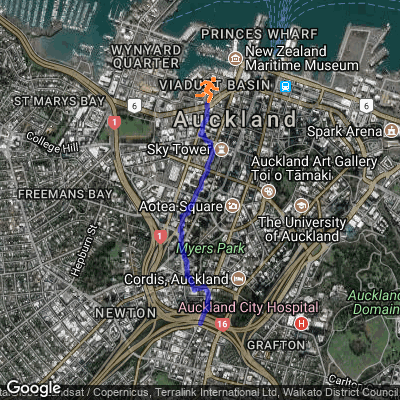 PRINCES WHARF
WYNYARD
QUARTER
New Zealand
Maritime Museum
VIADUCT BASIN
ST MARYS BAY
6
6
1
Auckland
College Hill
Spark Arena
Sky Tower
Auckland Art Gallery
Toi o Tāmaki
FREEMANS BAY
Aotea Square
The University
of Auckland
Hepburn St
1
Myers Park
Cordis, Auckland
Auckland City Hospital
Auckland
Domain
NEWTON
16
H
GRAFTON
Google
ndsat / Copernicus, Terralink International Ltd, Waikato District Council